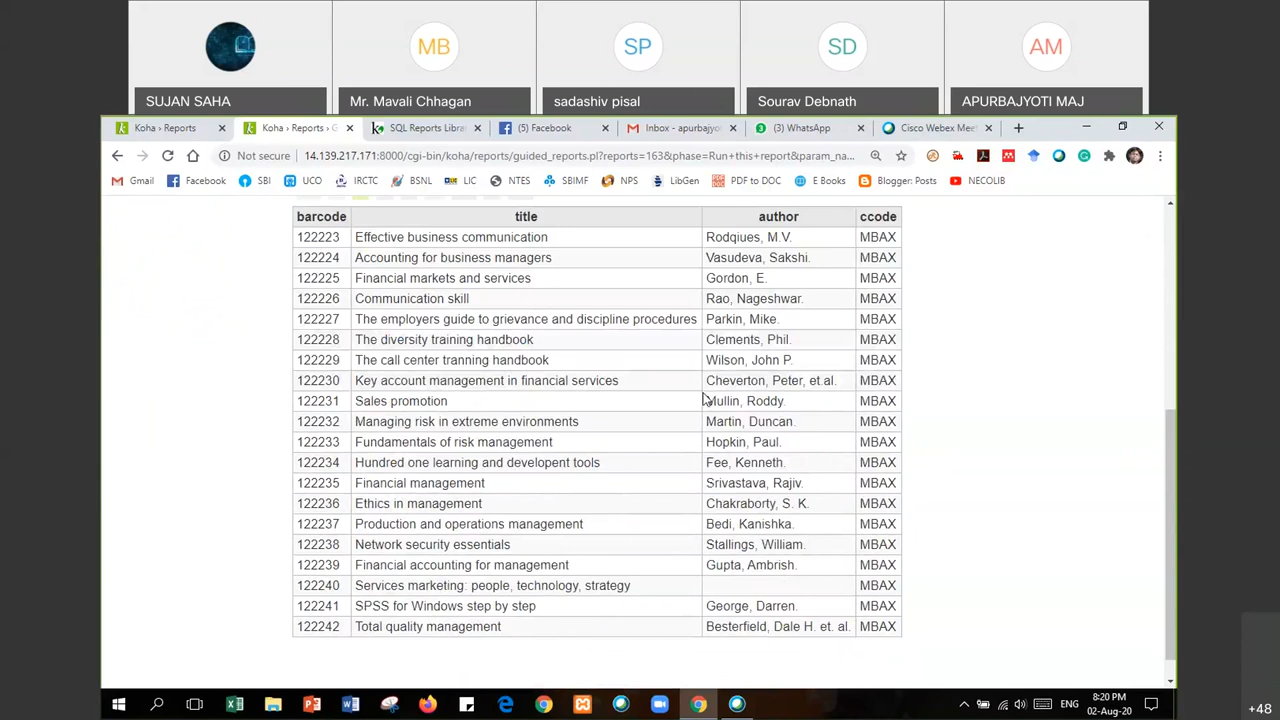 MB SP SD AM
SUJAN SAHA Mr. Mavali Chhagan sadashiv pisal Sourav Debnath APURBAJYOTI MAJ
Koha › Reports Koha › Reports › G SQL Reports Libra (5) Facebook Inbox - apurbajyo (3) WhatsApp Cisco Webex Mee
Not secure 14.139.217.171:8000/cgi-bin/koha/reports/guided_reports.pl?reports=163&phase=Run+this+report&param_na...
Gmail Facebook SBI UCO IRCTC BSNL LIC NTES SBIMF NPS LibGen PDF to DOC E Books Blogger: Posts NECOLIB
barcode title author ccode
122223 Effective business communication Rodqiues, M.V. MBAX
122224 Accounting for business managers Vasudeva, Sakshi. MBAX
122225 Financial markets and services Gordon, E. MBAX
122226 Communication skill Rao, Nageshwar. MBAX
122227 The employers guide to grievance and discipline procedures Parkin, Mike. MBAX
122228 The diversity training handbook Clements, Phil. MBAX
122229 The call center tranning handbook Wilson, John P. MBAX
122230 Key account management in financial services Cheverton, Peter, et.al. MBAX
122231 Sales promotion Mullin, Roddy. MBAX
122232 Managing risk in extreme environments Martin, Duncan. MBAX
122233 Fundamentals of risk management Hopkin, Paul. MBAX
122234 Hundred one learning and developent tools Fee, Kenneth. MBAX
122235 Financial management Srivastava, Rajiv. MBAX
122236 Ethics in management Chakraborty, S. K. MBAX
122237 Production and operations management Bedi, Kanishka. MBAX
122238 Network security essentials Stallings, William. MBAX
122239 Financial accounting for management Gupta, Ambrish. MBAX
122240 Services marketing: people, technology, strategy MBAX
122241 SPSS for Windows step by step George, Darren. MBAX
122242 Total quality management Besterfield, Dale H. et. al. MBAX
ENG 8:20 PM
02-Aug-20
+48